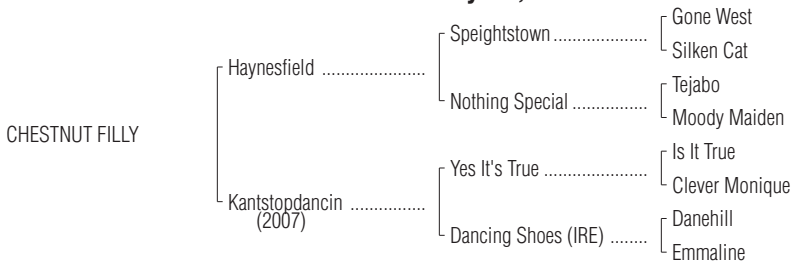 Gone West
Speightstown ....................
Silken Cat
Haynesfield ......................
Tejabo
Nothing Special ................
Moody Maiden
CHESTNUT FILLY
Is It True
Yes It's True ......................
Clever Monique
Kantstopdancin ................
(2007)
Danehill
Dancing Shoes (IRE) ........
Emmaline